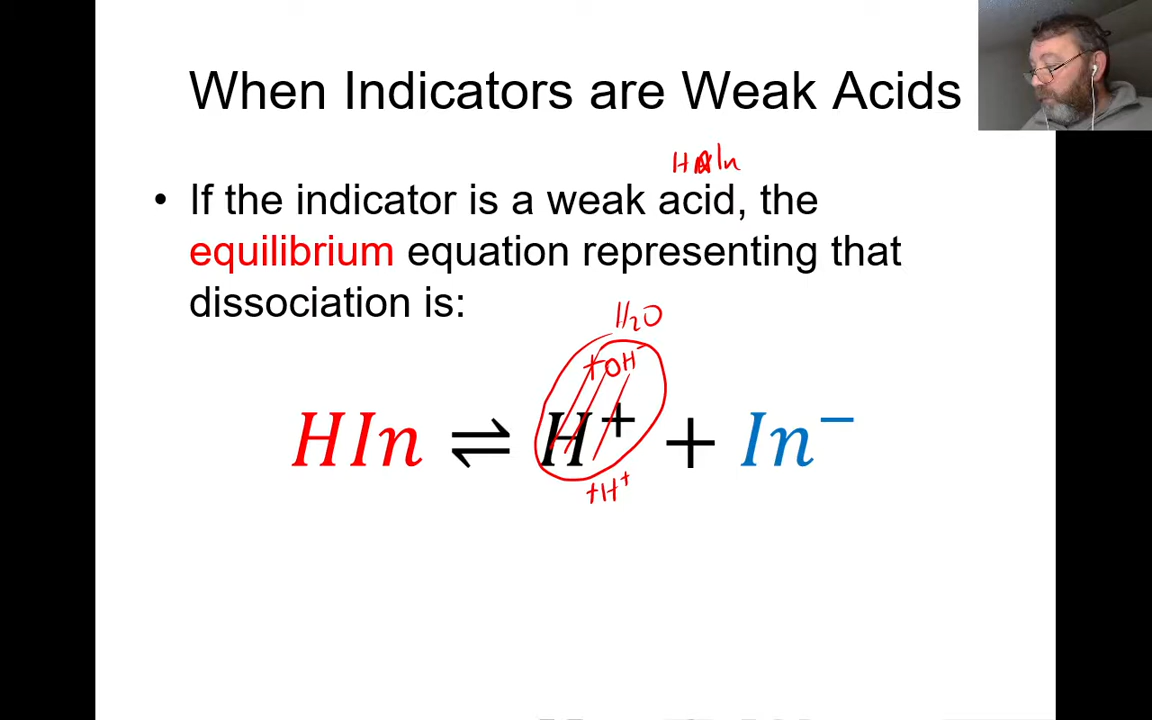 When Indicators are Weak Acids
HIn
• If the indicator is a weak acid, the
equilibrium equation representing that
dissociation is:
H₂O
+OH⁻
HIn ⇌ H⁺ + In⁻
+H⁺